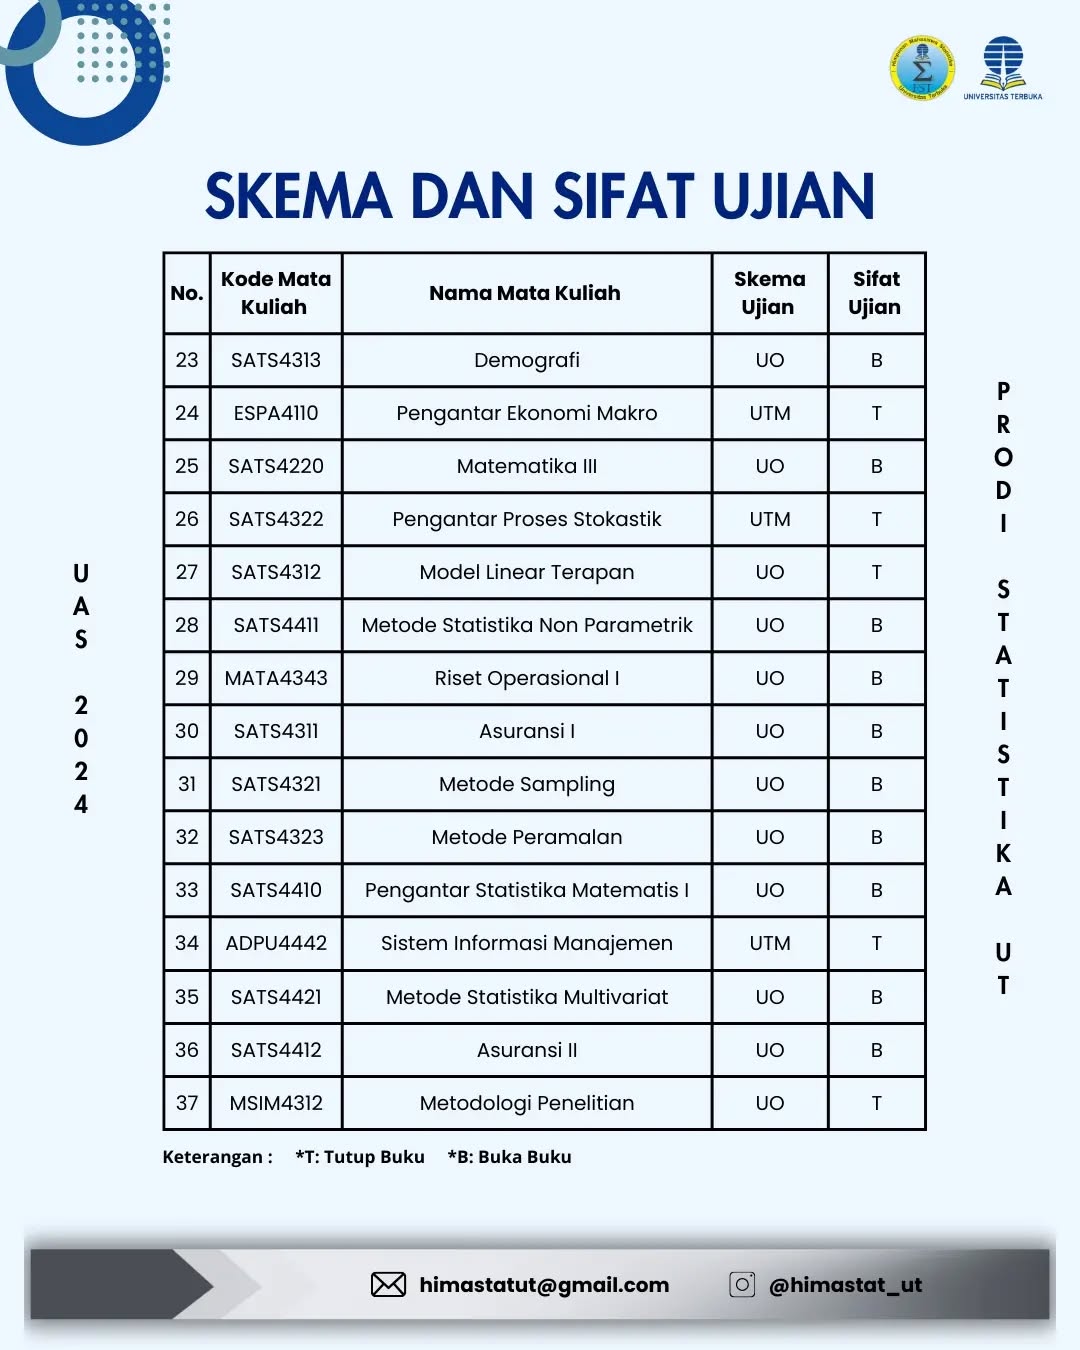 Himpunan Mahasiswa Statistika
Σ
Universitas Terbuka
UNIVERSITAS TERBUKA
SKEMA DAN SIFAT UJIAN
No. Kode Mata Kuliah Nama Mata Kuliah Skema Ujian Sifat Ujian
23 SATS4313 Demografi UO B
24 ESPA4110 Pengantar Ekonomi Makro UTM T
25 SATS4220 Matematika III UO B
26 SATS4322 Pengantar Proses Stokastik UTM T
27 SATS4312 Model Linear Terapan UO T
28 SATS4411 Metode Statistika Non Parametrik UO B
29 MATA4343 Riset Operasional I UO B
30 SATS4311 Asuransi I UO B
31 SATS4321 Metode Sampling UO B
32 SATS4323 Metode Peramalan UO B
33 SATS4410 Pengantar Statistika Matematis I UO B
34 ADPU4442 Sistem Informasi Manajemen UTM T
35 SATS4421 Metode Statistika Multivariat UO B
36 SATS4412 Asuransi II UO B
37 MSIM4312 Metodologi Penelitian UO T
Keterangan : *T: Tutup Buku *B: Buka Buku
UAS 2024
PRODI STATISTIKA UT
himastatut@gmail.com
@himastat_ut